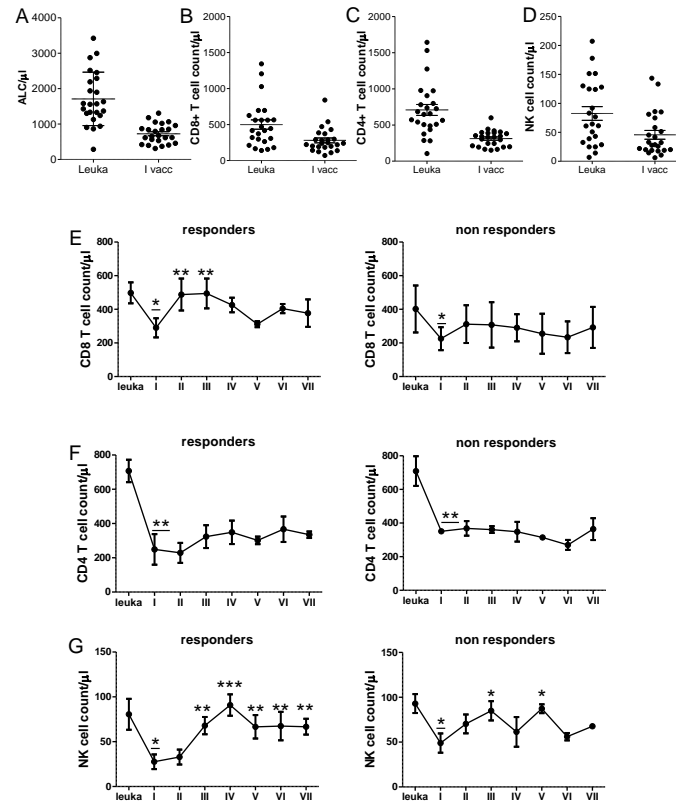 A
ALC/µl
4000
3000
2000
1000
0
Leuka
I vacc
B
CD8+ T cell count/µl
2000
1500
1000
500
0
Leuka
I vacc
C
CD4+ T cell count/µl
2000
1500
1000
500
0
Leuka
I vacc
D
NK cell count/µl
250
200
150
100
50
0
Leuka
I vacc
E
responders
CD8 T cell count/µl
800
600
400
200
0
*
**
**
leuka I II III IV V VI VII
non responders
CD8 T cell count/µl
800
600
400
200
0
*
leuka I II III IV V VI VII
F
responders
CD4 T cell count/µl
800
600
400
200
0
**
leuka I II III IV V VI VII
non responders
CD4 T cell count/µl
800
600
400
200
0
**
leuka I II III IV V VI VII
G
responders
NK cell count/µl
150
100
50
0
*
**
***
**
**
**
leuka I II III IV V VI VII
non responders
NK cell count/µl
150
100
50
0
*
*
*
leuka I II III IV V VI VII